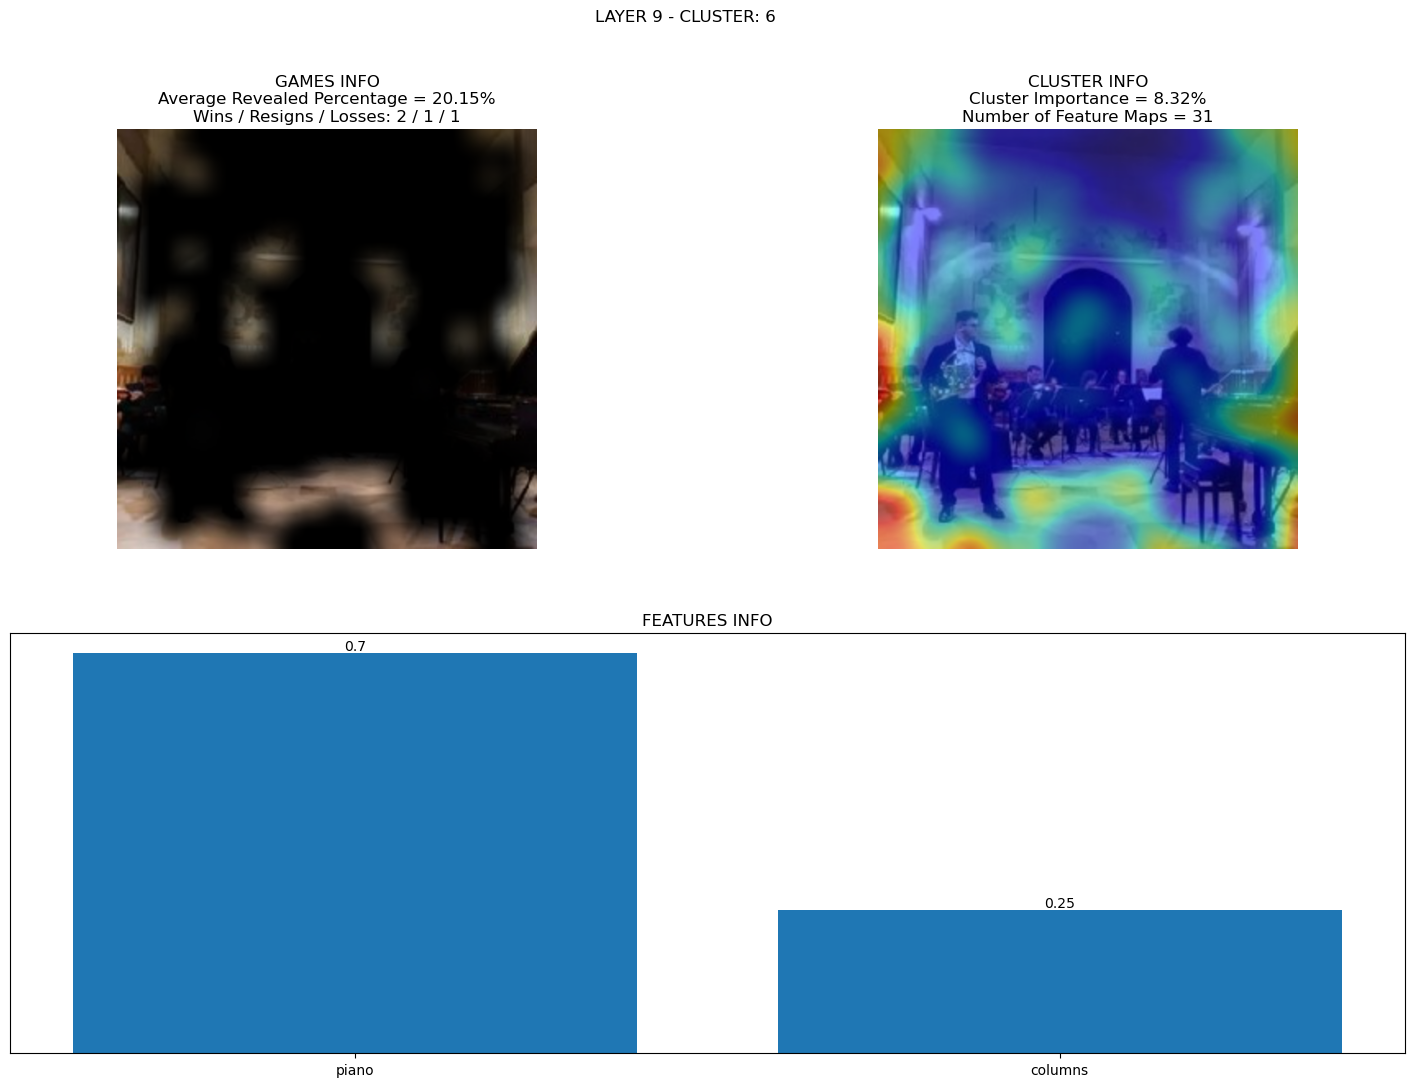 LAYER 9 - CLUSTER: 6
GAMES INFO
Average Revealed Percentage = 20.15%
Wins / Resigns / Losses: 2 / 1 / 1
CLUSTER INFO
Cluster Importance = 8.32%
Number of Feature Maps = 31
FEATURES INFO
0.7
0.25
piano
columns